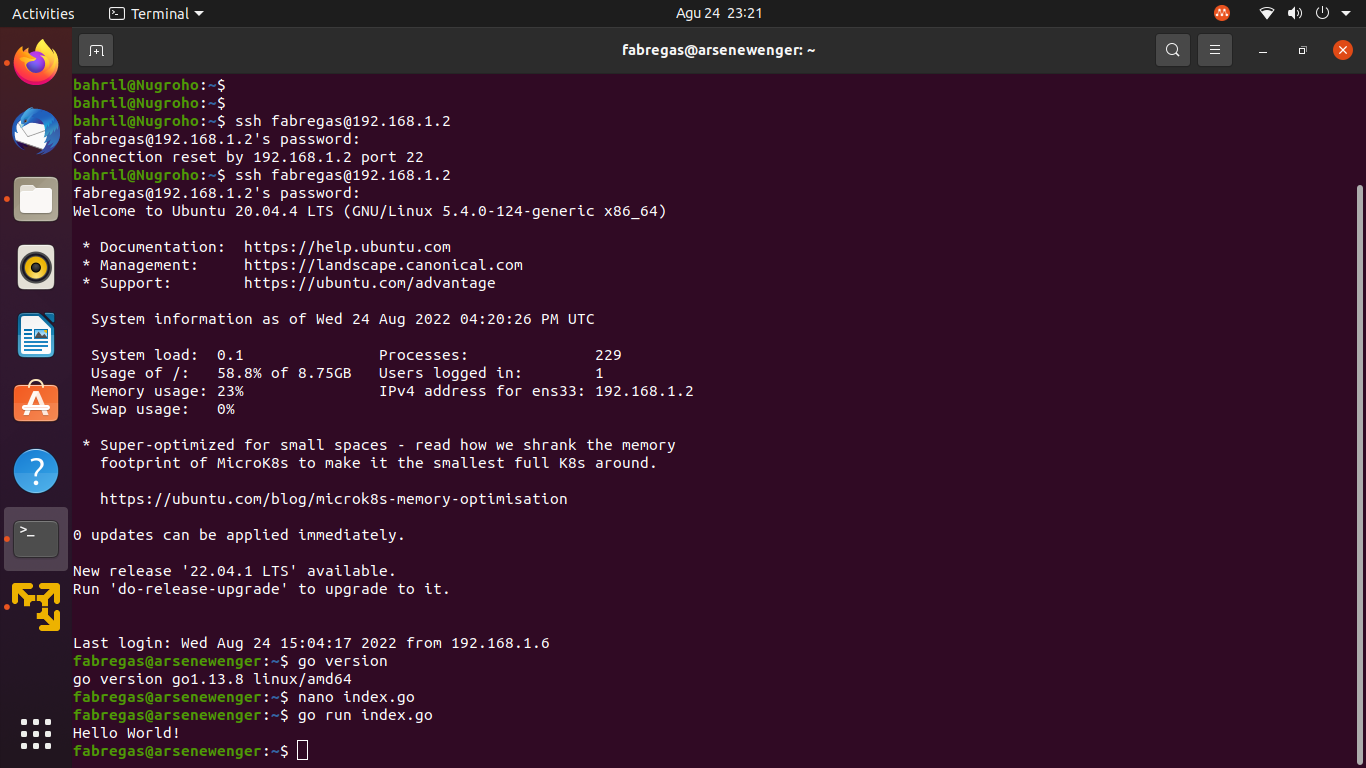 Activities Terminal Agu 24 23:21
fabregas@arsenewenger: ~
bahril@Nugroho:~$
bahril@Nugroho:~$
bahril@Nugroho:~$ ssh fabregas@192.168.1.2
fabregas@192.168.1.2's password:
Connection reset by 192.168.1.2 port 22
bahril@Nugroho:~$ ssh fabregas@192.168.1.2
fabregas@192.168.1.2's password:
Welcome to Ubuntu 20.04.4 LTS (GNU/Linux 5.4.0-124-generic x86_64)
* Documentation:  https://help.ubuntu.com
* Management:     https://landscape.canonical.com
* Support:        https://ubuntu.com/advantage
System information as of Wed 24 Aug 2022 04:20:26 PM UTC
System load:  0.1               Processes:              229
Usage of /:   58.8% of 8.75GB   Users logged in:        1
Memory usage: 23%               IPv4 address for ens33: 192.168.1.2
Swap usage:   0%
* Super-optimized for small spaces - read how we shrank the memory
footprint of MicroK8s to make it the smallest full K8s around.
https://ubuntu.com/blog/microk8s-memory-optimisation
0 updates can be applied immediately.
New release '22.04.1 LTS' available.
Run 'do-release-upgrade' to upgrade to it.
Last login: Wed Aug 24 15:04:17 2022 from 192.168.1.6
fabregas@arsenewenger:~$ go version
go version go1.13.8 linux/amd64
fabregas@arsenewenger:~$ nano index.go
fabregas@arsenewenger:~$ go run index.go
Hello World!
fabregas@arsenewenger:~$